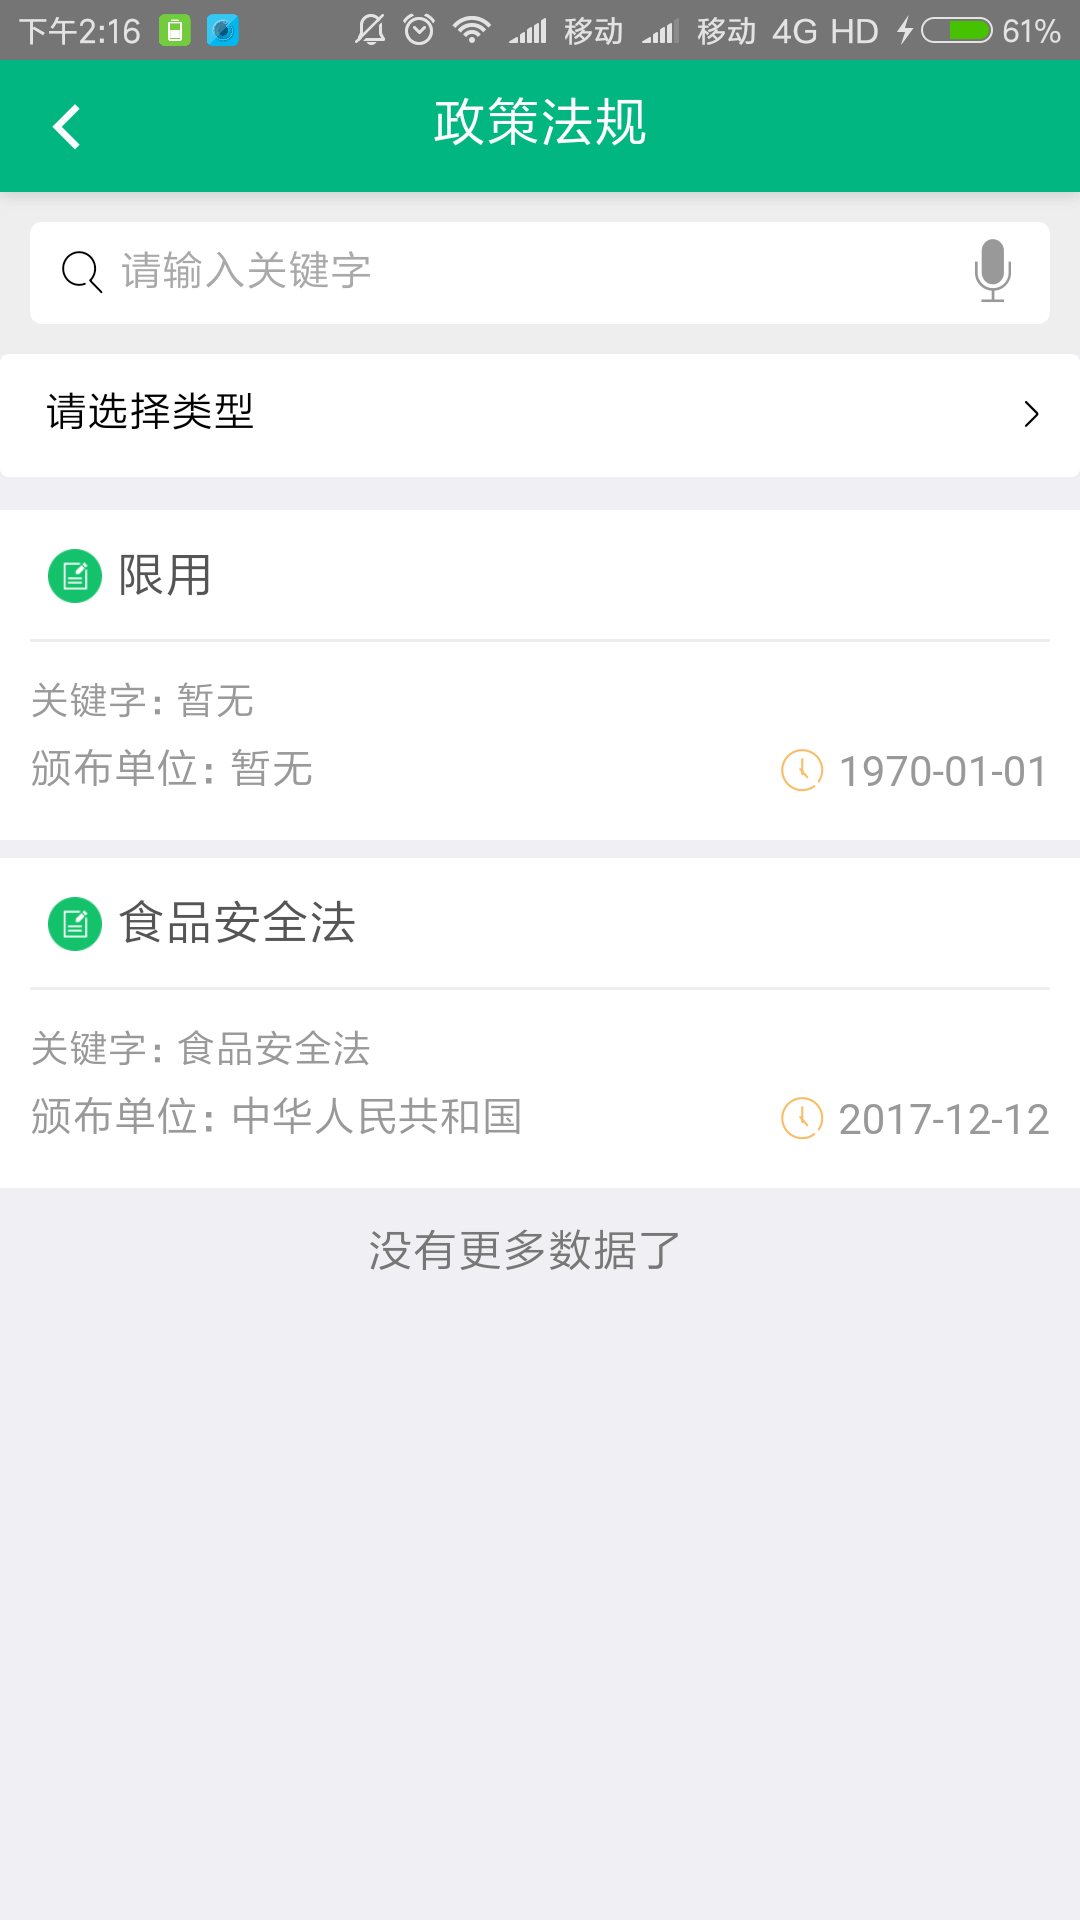 下午2:16 移动 移动 4G HD 61%
政策法规
请输入关键字
请选择类型
限用
关键字：暂无
颁布单位：暂无 1970-01-01
食品安全法
关键字：食品安全法
颁布单位：中华人民共和国 2017-12-12
没有更多数据了